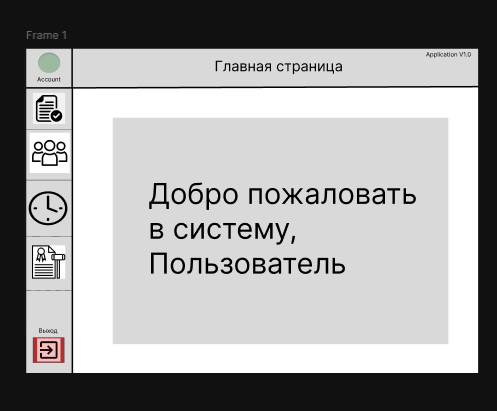 Frame 1
Account
Главная страница
Application V1.0
Добро пожаловать
в систему,
Пользователь
Выход